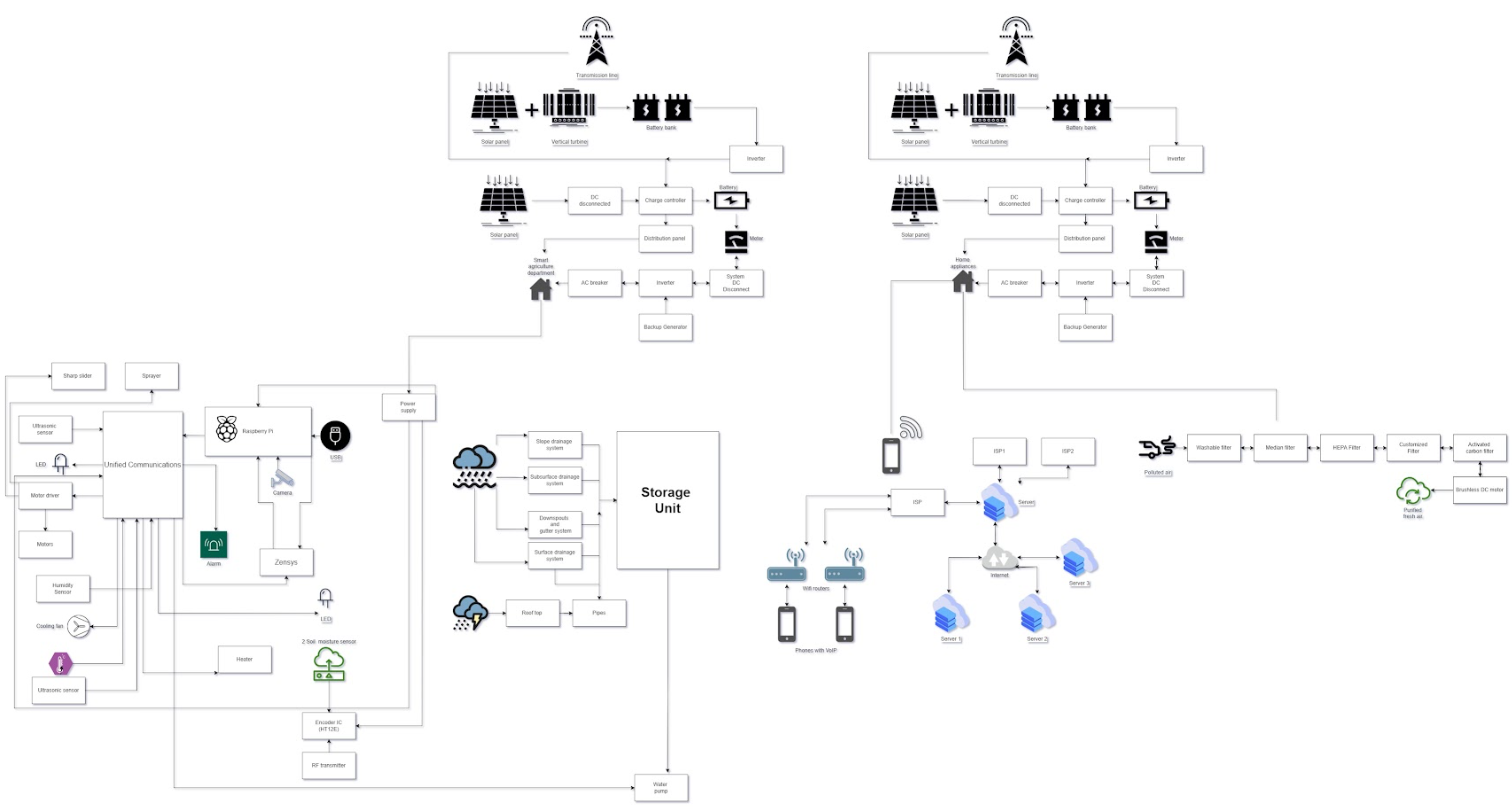 Transmission line
Transmission line
Solar panel
Vertical turbine
Battery bank
Solar panel
Vertical turbine
Battery bank
Inverter
Inverter
Battery
Battery
DC
disconnected
Charge controller
DC
disconnected
Charge controller
Solar panel
Solar panel
Distribution panel
Meter
Distribution panel
Meter
Smart
agriculture
department
Home
appliances
AC breaker
Inverter
System
DC
Disconnect
AC breaker
Inverter
System
DC
Disconnect
Backup Generator
Backup Generator
Sharp slider
Sprayer
Power
supply
Ultrasonic
sensor
Raspberry Pi
USB
LED
Unified Communications
Camera
Motor driver
Motors
Alarm
Zensys
Humidity
Sensor
Cooling fan
LED
2 Soil moisture sensor
Heater
Ultrasonic sensor
Encoder IC
(HT12E)
RF transmitter
Slope drainage
system
Subsurface drainage
system
Downspouts
and
gutter system
Surface drainage
system
Storage
Unit
Rooftop
Pipes
Water
pump
ISP1
ISP2
ISP
Server
Internet
Server 3
Server 1
Server 2
Wifi routers
Phones with VoIP
Polluted air
Washable filter
Median filter
HEPA Filter
Customized
Filter
Activated
carbon filter
Brushless DC motor
Purified
fresh air